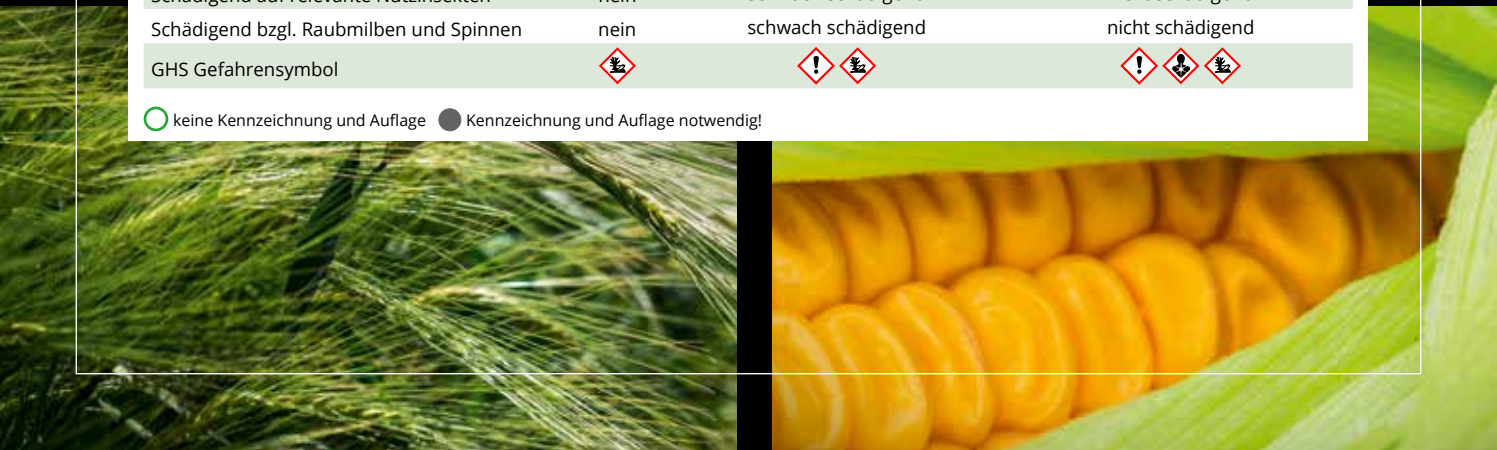 Schädigend bzgl. Raubmilben und Spinnen nein schwach schädigend nicht schädigend
GHS Gefahrensymbol
keine Kennzeichnung und Auflage Kennzeichnung und Auflage notwendig!